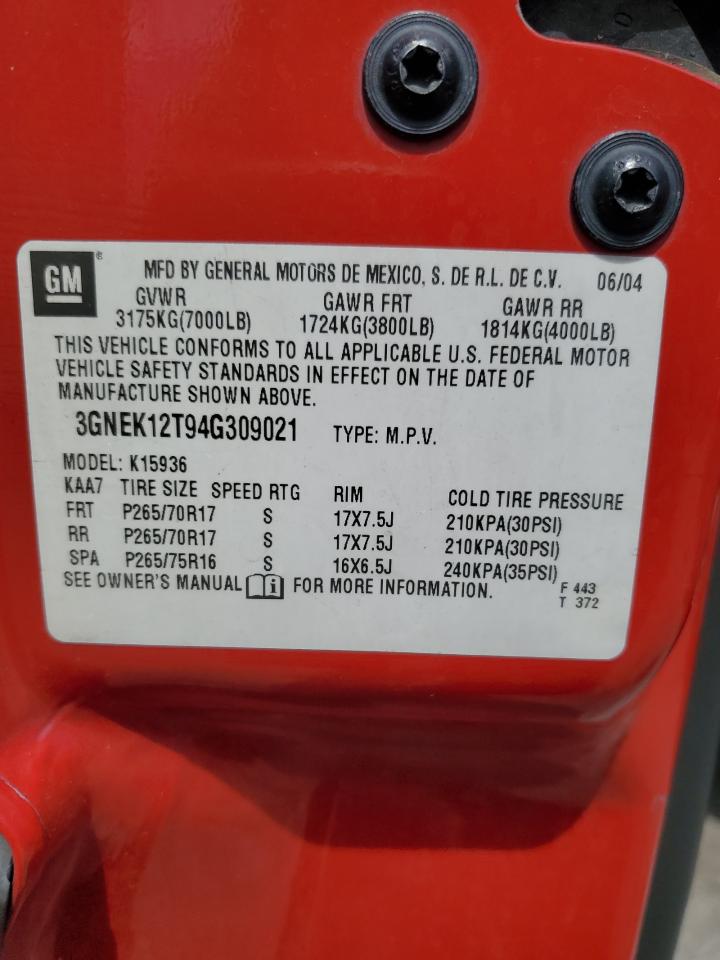 GM ® MFD BY GENERAL MOTORS DE MEXICO, S. DE R.L. DE C.V. 06/04
GVWR GAWR FRT GAWR RR
3175KG(7000LB) 1724KG(3800LB) 1814KG(4000LB)
THIS VEHICLE CONFORMS TO ALL APPLICABLE U.S. FEDERAL MOTOR
VEHICLE SAFETY STANDARDS IN EFFECT ON THE DATE OF
MANUFACTURE SHOWN ABOVE.
3GNEK12T94G309021 TYPE: M.P.V.
MODEL: K15936
KAA7 TIRE SIZE SPEED RTG RIM COLD TIRE PRESSURE
FRT P265/70R17 S 17X7.5J 210KPA(30PSI)
RR P265/70R17 S 17X7.5J 210KPA(30PSI)
SPA P265/75R16 S 16X6.5J 240KPA(35PSI)
SEE OWNER'S MANUAL i FOR MORE INFORMATION. F 443
T 372